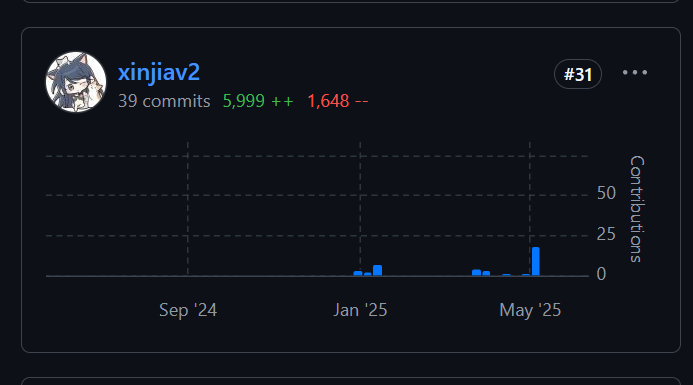 xinjiav2
#31
39 commits 5,999 ++ 1,648 --
50
25
0
Contributions
Sep '24 Jan '25 May '25